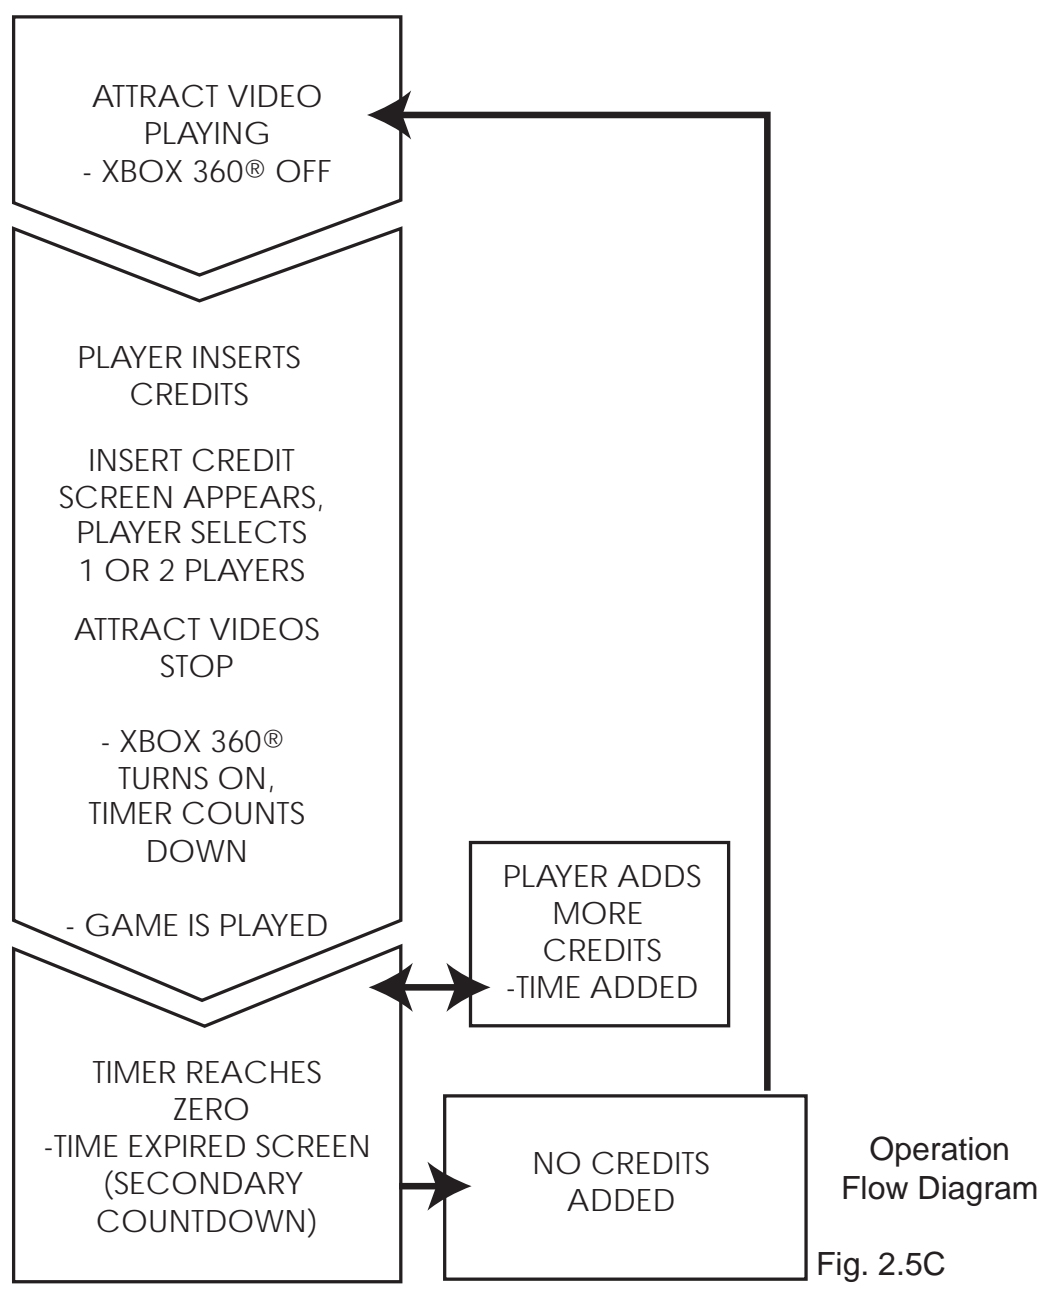 ATTRACT VIDEO
PLAYING
- XBOX 360® OFF
PLAYER INSERTS
CREDITS
INSERT CREDIT
SCREEN APPEARS,
PLAYER SELECTS
1 OR 2 PLAYERS
ATTRACT VIDEOS
STOP
- XBOX 360®
TURNS ON,
TIMER COUNTS
DOWN
- GAME IS PLAYED
PLAYER ADDS
MORE
CREDITS
-TIME ADDED
TIMER REACHES
ZERO
-TIME EXPIRED SCREEN
(SECONDARY
COUNTDOWN)
NO CREDITS
ADDED
Operation
Flow Diagram
Fig. 2.5C